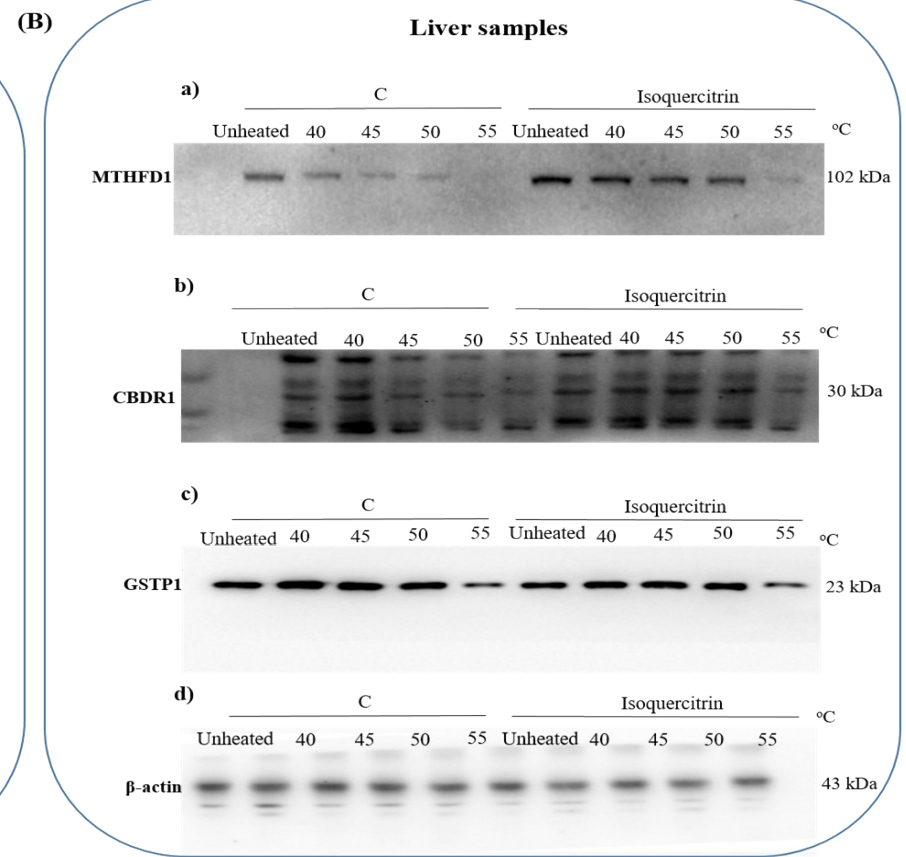 (B)
Liver samples
a)
C Isoquercitrin
Unheated 40 45 50 55 Unheated 40 45 50 55 °C
MTHFD1 102 kDa
b)
C Isoquercitrin
Unheated 40 45 50 55 Unheated 40 45 50 55 °C
CBDR1 30 kDa
c)
C Isoquercitrin
Unheated 40 45 50 55 Unheated 40 45 50 55 °C
GSTP1 23 kDa
d)
C Isoquercitrin
°C
Unheated 40 45 50 55 Unheated 40 45 50 55
β-actin 43 kDa